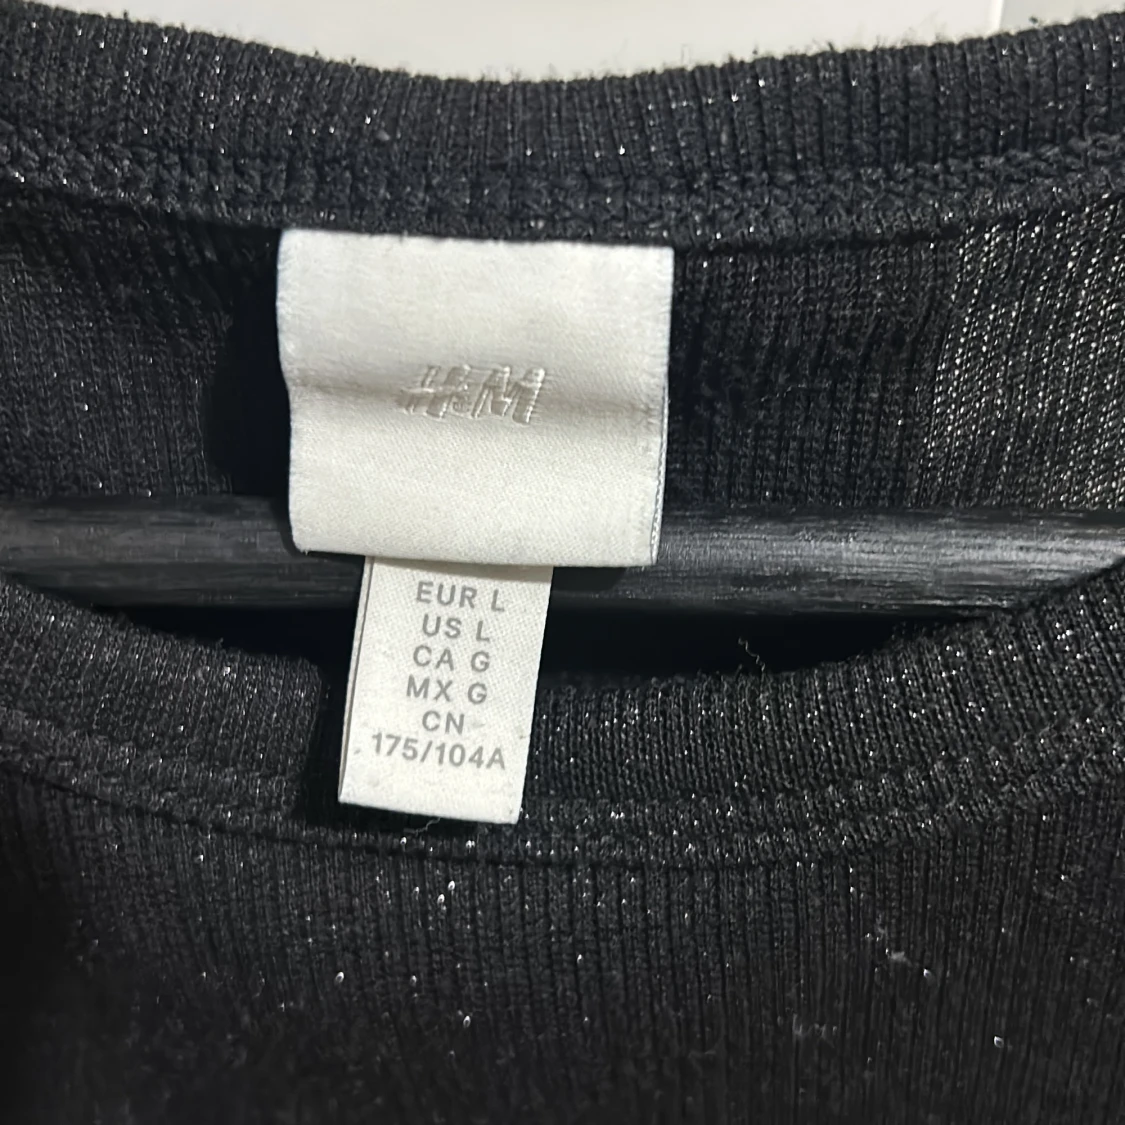 H&M
EUR L
US L
CA G
MX G
CN
175/104A